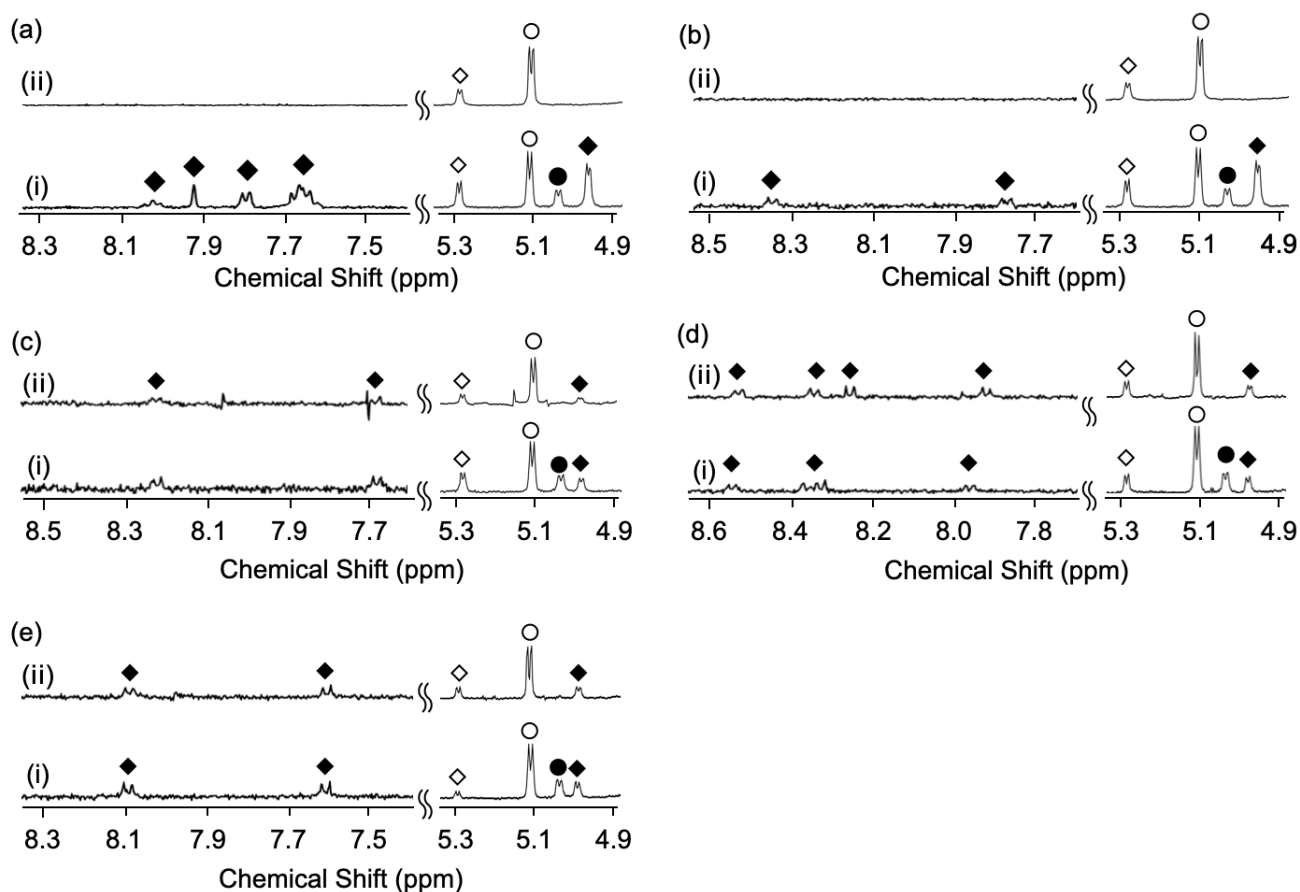 (a)
(ii)
(i)
8.3 8.1 7.9 7.7 7.5 5.3 5.1 4.9
Chemical Shift (ppm)
(b)
(ii)
(i)
8.5 8.3 8.1 7.9 7.7 5.3 5.1 4.9
Chemical Shift (ppm)
(c)
(ii)
(i)
8.5 8.3 8.1 7.9 7.7 5.3 5.1 4.9
Chemical Shift (ppm)
(d)
(ii)
(i)
8.6 8.4 8.2 8.0 7.8 5.3 5.1 4.9
Chemical Shift (ppm)
(e)
(ii)
(i)
8.3 8.1 7.9 7.7 7.5 5.3 5.1 4.9
Chemical Shift (ppm)